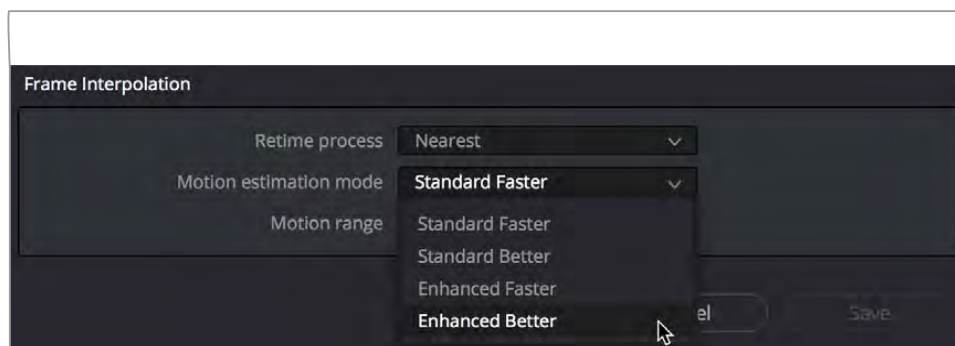 Frame Interpolation
Retime process Nearest
Motion estimation mode Standard Faster
Motion range
Standard Faster
Standard Better
Enhanced Faster
Enhanced Better
Save